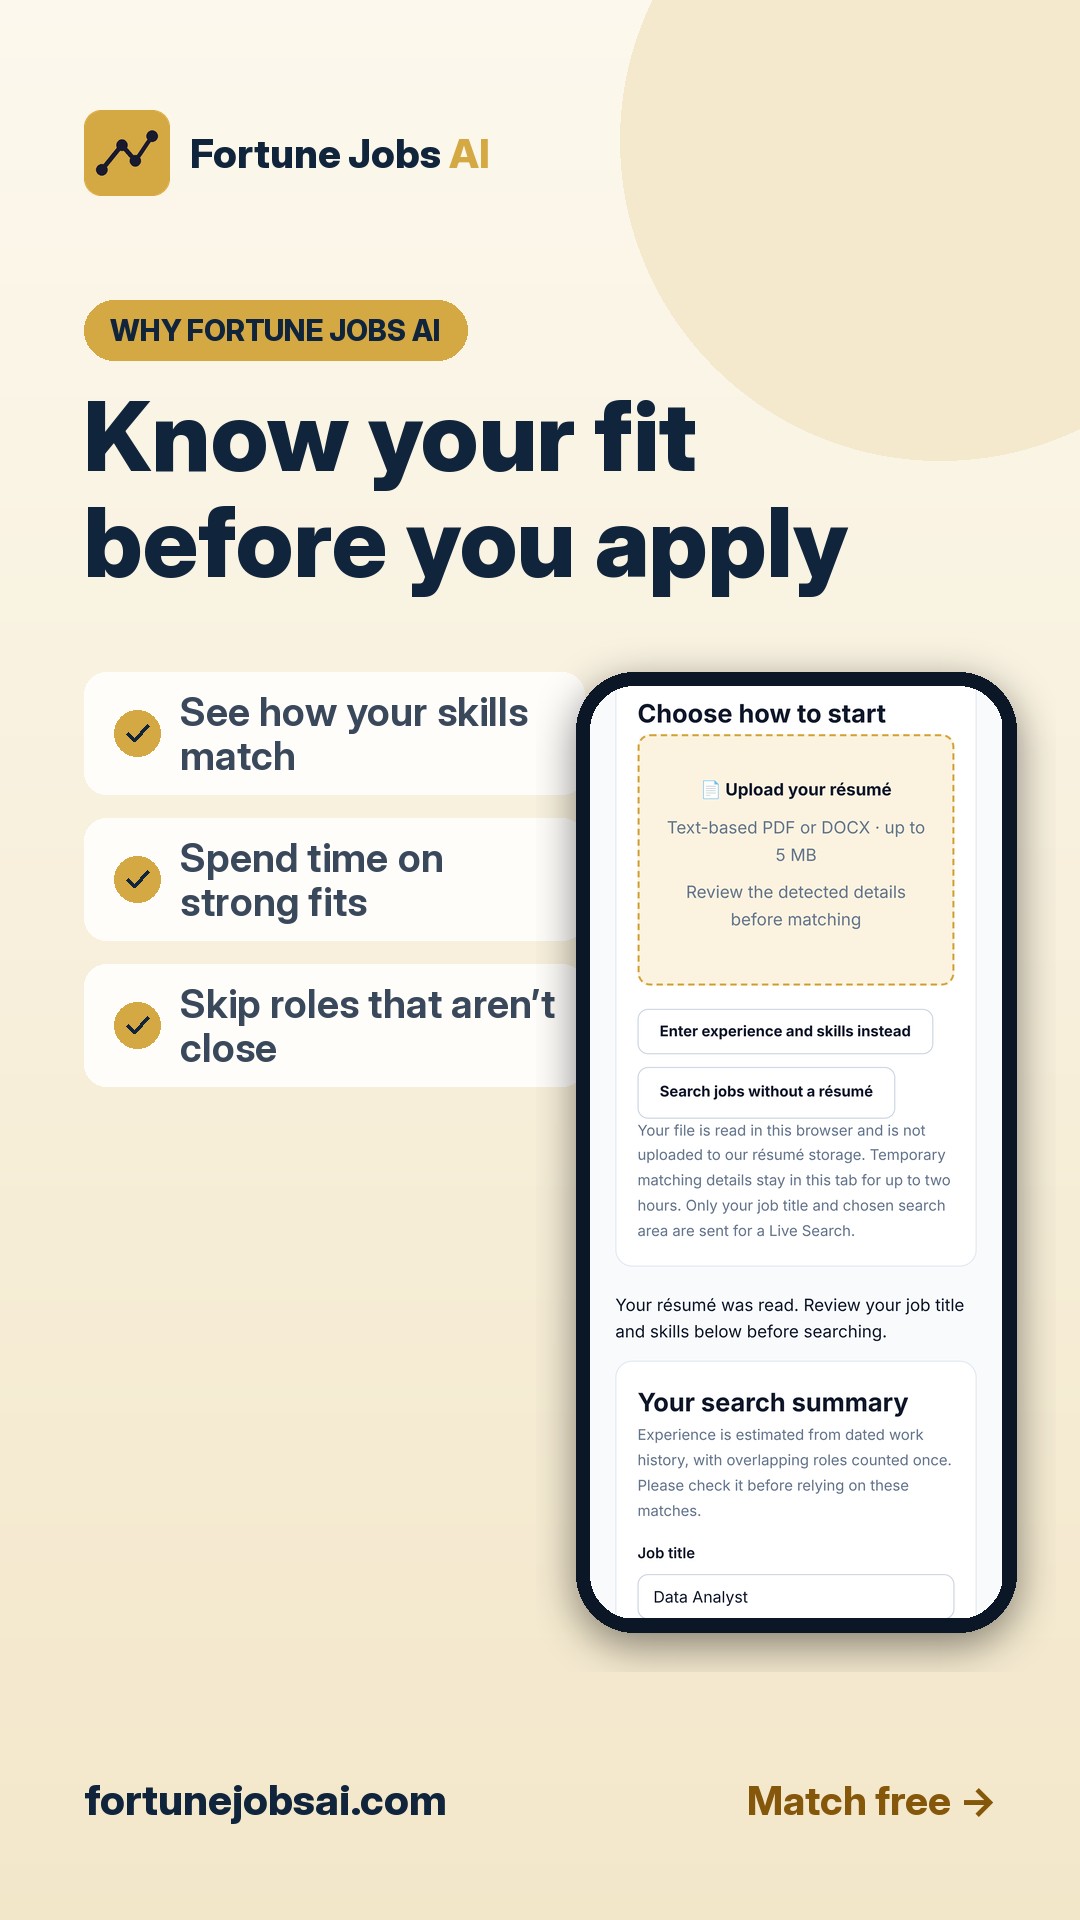 Fortune Jobs AI
WHY FORTUNE JOBS AI
Know your fit
before you apply
See how your skills
match
Spend time on
strong fits
Skip roles that aren’t
close
Choose how to start
📄 Upload your résumé
Text-based PDF or DOCX · up to
5 MB
Review the detected details
before matching
Enter experience and skills instead
Search jobs without a résumé
Your file is read in this browser and is not
uploaded to our résumé storage. Temporary
matching details stay in this tab for up to two
hours. Only your job title and chosen search
area are sent for a Live Search.
Your résumé was read. Review your job title
and skills below before searching.
Your search summary
Experience is estimated from dated work
history, with overlapping roles counted once.
Please check it before relying on these
matches.
Job title
Data Analyst
fortunejobsai.com
Match free →